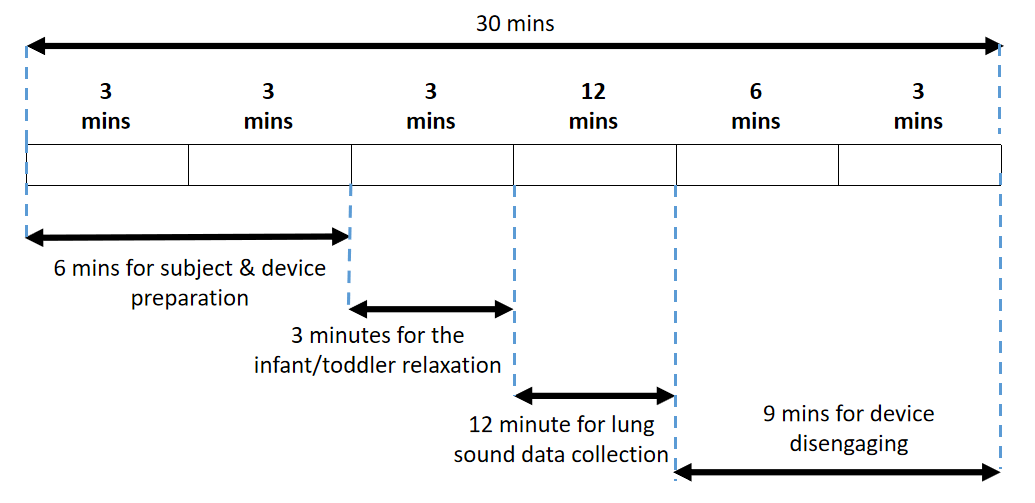 30 mins
3 mins
3 mins
3 mins
12 mins
6 mins
3 mins
6 mins for subject & device
preparation
3 minutes for the
infant/toddler relaxation
12 minute for lung
sound data collection
9 mins for device
disengaging